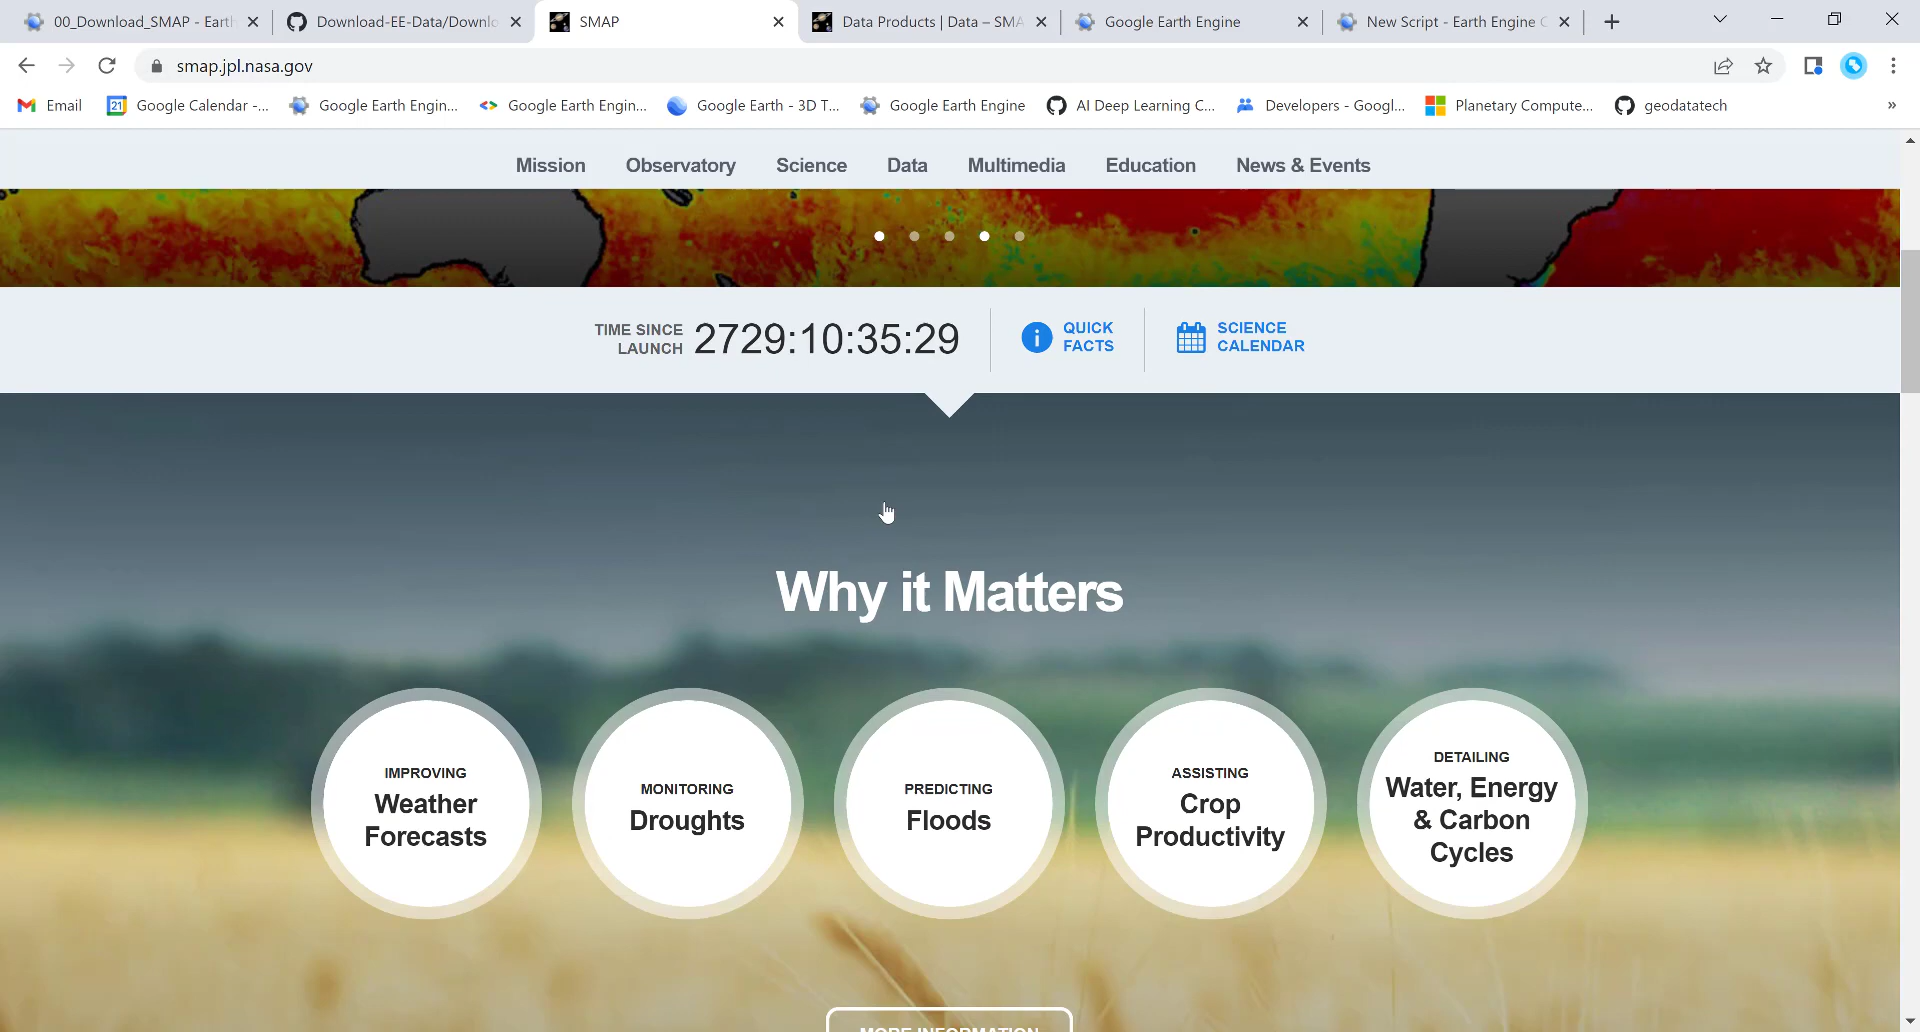 00_Download_SMAP - Earth
Download-EE-Data/Downlo
SMAP
Data Products | Data – SMA
Google Earth Engine
New Script - Earth Engine C
smap.jpl.nasa.gov
Email
21
Google Calendar -...
Google Earth Engin...
Google Earth Engin...
Google Earth - 3D T...
Google Earth Engine
AI Deep Learning C...
Developers - Googl...
Planetary Compute...
geodatatech
»
Mission
Observatory
Science
Data
Multimedia
Education
News & Events
TIME SINCE
LAUNCH
2729:10:35:29
QUICK
FACTS
SCIENCE
CALENDAR
Why it Matters
IMPROVING
Weather
Forecasts
MONITORING
Droughts
PREDICTING
Floods
ASSISTING
Crop
Productivity
DETAILING
Water, Energy
& Carbon
Cycles
MORE INFORMATION